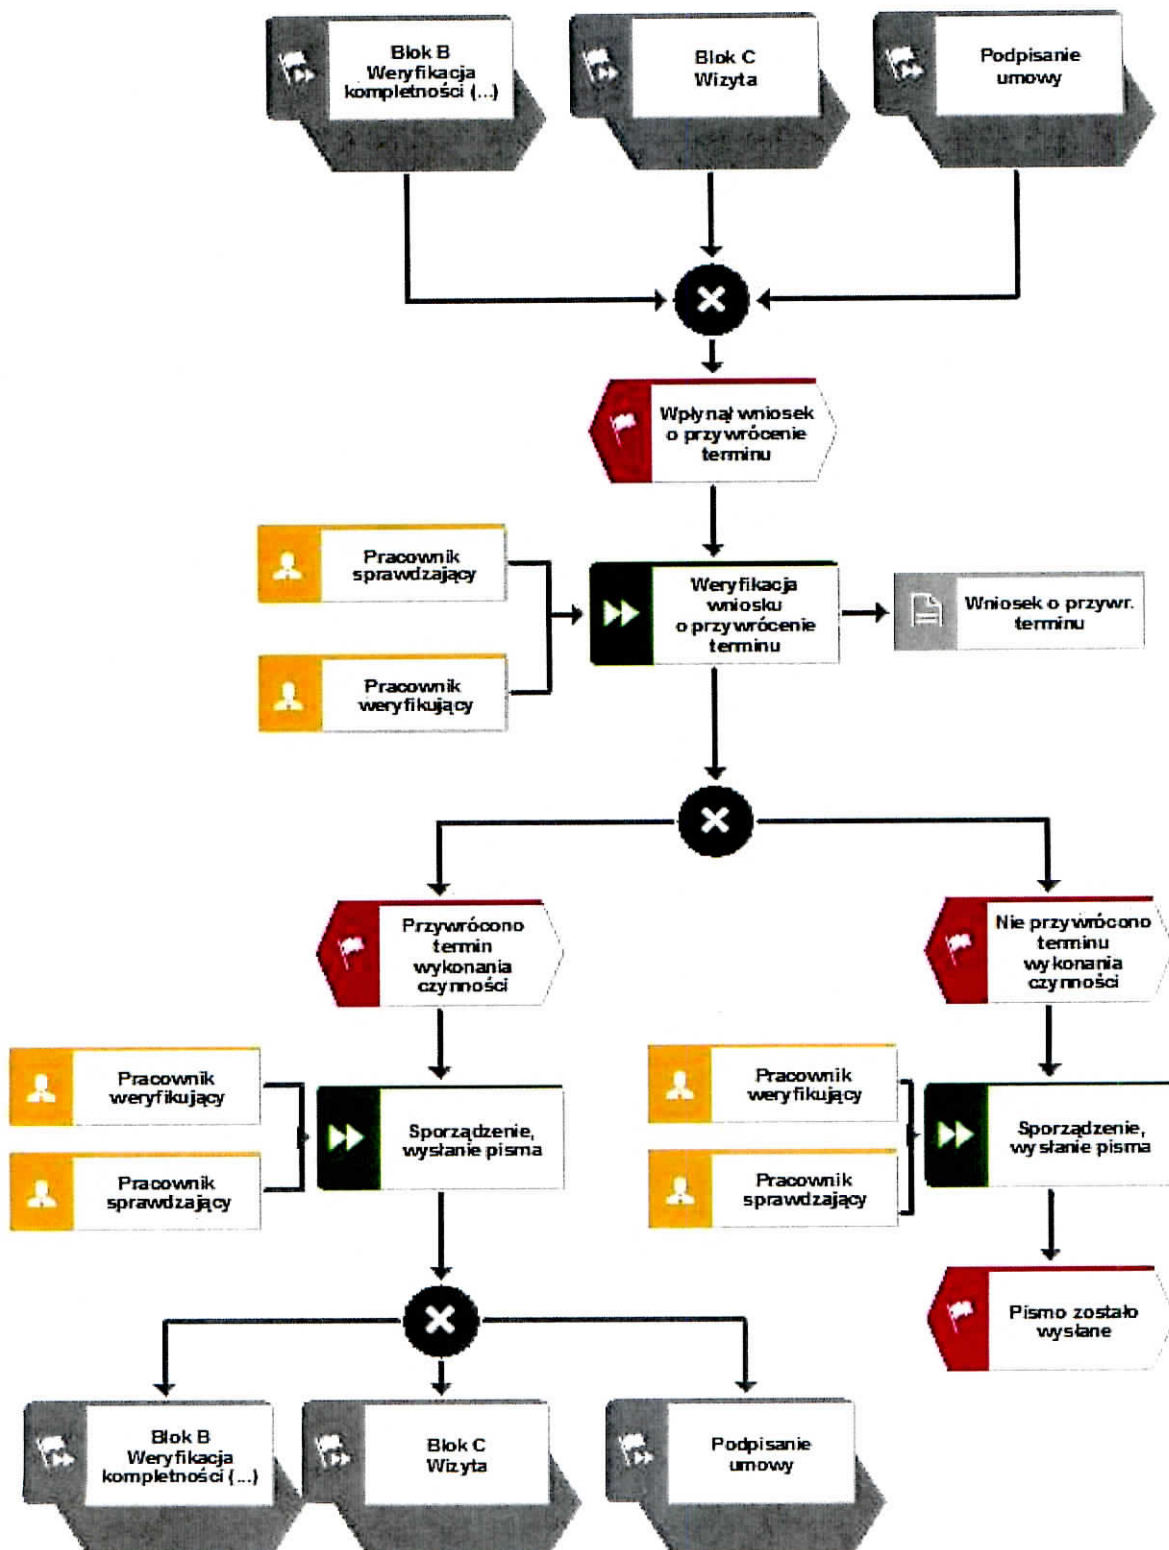 Blok B
Weryfikacja
kompletności (...)
Blok C
Wizyta
Podpisanie
umowy
Wpłynął wniosek
o przywrócenie
terminu
Pracownik
sprawdzający
Pracownik
weryfikujący
Weryfikacja
wniosku
o przywrócenie
terminu
Wniosek o przywr.
terminu
Przywrócono
termin
wykonania
czynności
Nie przywrócono
terminu
wykonania
czynności
Pracownik
weryfikujący
Pracownik
sprawdzający
Sporządzenie,
wysłanie pisma
Pracownik
weryfikujący
Pracownik
sprawdzający
Sporządzenie,
wysłanie pisma
Pismo zostało
wysłane
Blok B
Weryfikacja
kompletności (...)
Blok C
Wizyta
Podpisanie
umowy